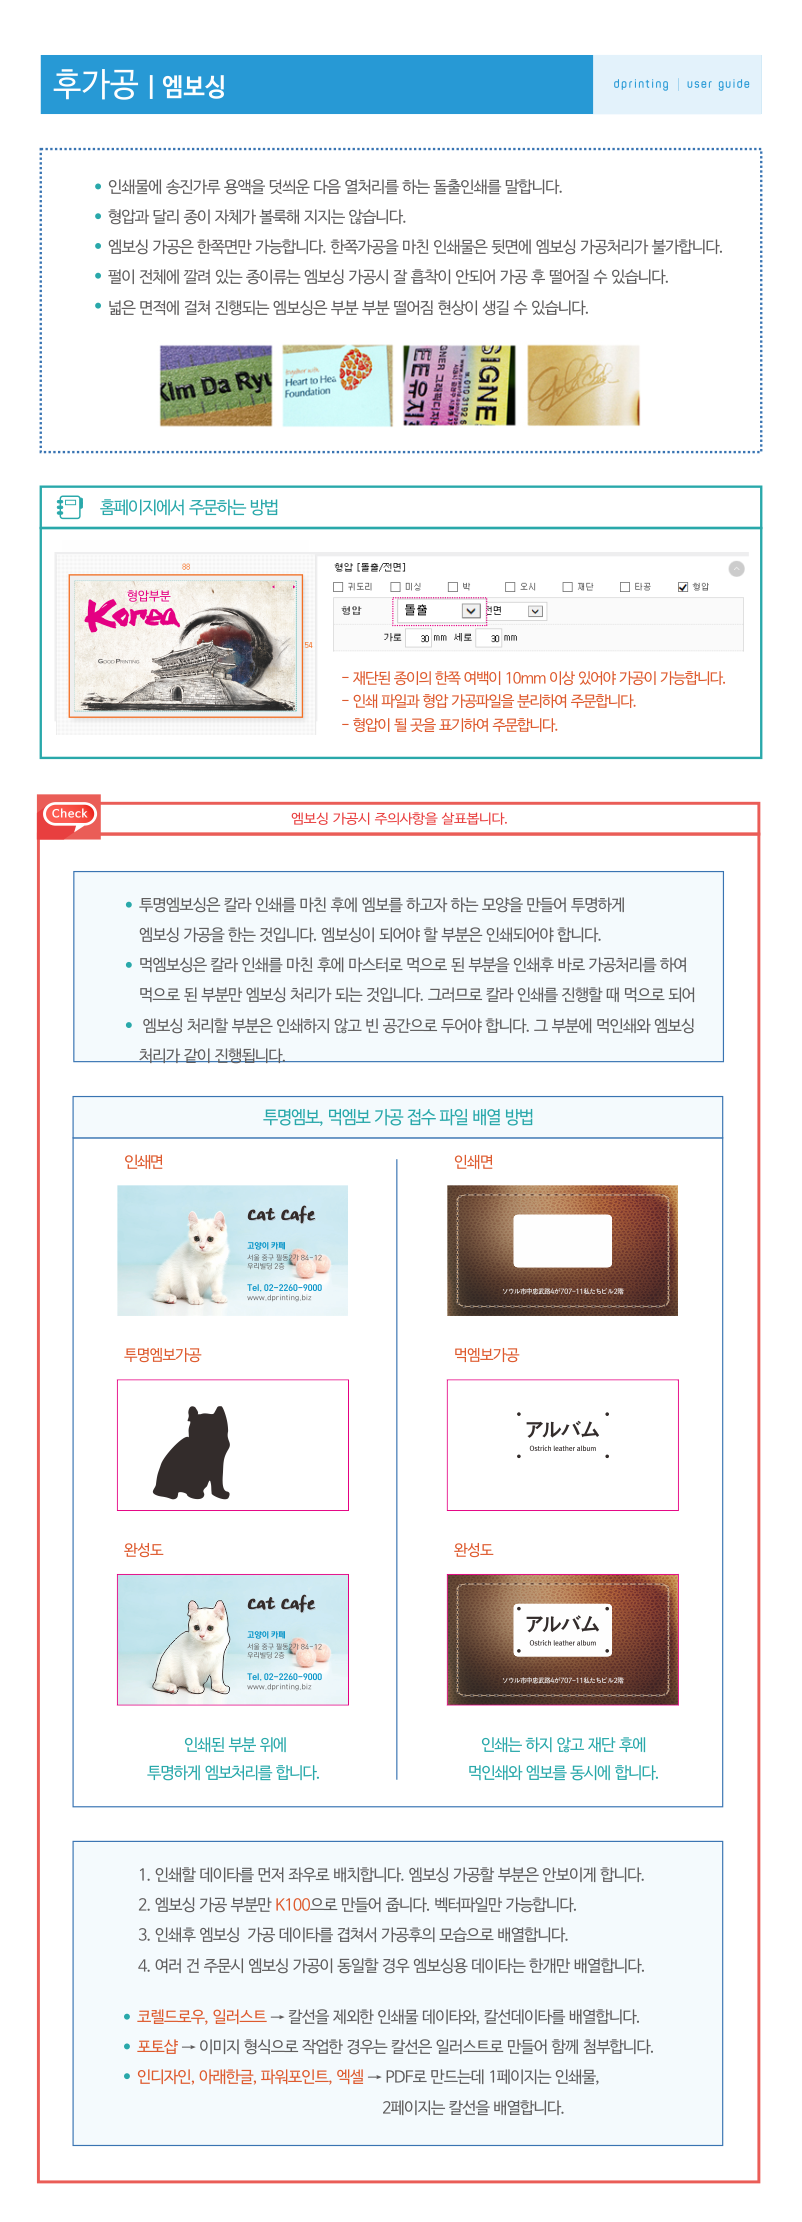 후가공 | 엠보싱
dprinting | user guide
• 인쇄물에 송진가루 용액을 덧씌운 다음 열처리를 하는 돌출인쇄를 말합니다.
• 형압과 달리 종이 자체가 볼록해 지지는 않습니다.
• 엠보싱 가공은 한쪽면만 가능합니다. 한쪽가공을 마친 인쇄물은 뒷면에 엠보싱 가공처리가 불가합니다.
• 펄이 전체에 깔려 있는 종이류는 엠보싱 가공시 잘 흡착이 안되어 가공 후 떨어질 수 있습니다.
• 넓은 면적에 걸쳐 진행되는 엠보싱은 부분 부분 떨어짐 현상이 생길 수 있습니다.
Kim Da Ryu
Together with
Heart to Hea
Foundation
SIGNE
홈페이지에서 주문하는 방법
88
형압부분
Korea
GOOD PRINTING
54
형압 [돌출/전면]
귀도리 미싱 박 오시 재단 타공 형압
형압 돌출 전면
가로 30 mm 세로 30 mm
- 재단된 종이의 한쪽 여백이 10mm 이상 있어야 가공이 가능합니다.
- 인쇄 파일과 형압 가공파일을 분리하여 주문합니다.
- 형압이 될 곳을 표기하여 주문합니다.
Check
엠보싱 가공시 주의사항을 살표봅니다.
• 투명엠보싱은 칼라 인쇄를 마친 후에 엠보를 하고자 하는 모양을 만들어 투명하게
엠보싱 가공을 한는 것입니다. 엠보싱이 되어야 할 부분은 인쇄되어야 합니다.
• 먹엠보싱은 칼라 인쇄를 마친 후에 마스터로 먹으로 된 부분을 인쇄후 바로 가공처리를 하여
먹으로 된 부분만 엠보싱 처리가 되는 것입니다. 그러므로 칼라 인쇄를 진행할 때 먹으로 되어
• 엠보싱 처리할 부분은 인쇄하지 않고 빈 공간으로 두어야 합니다. 그 부분에 먹인쇄와 엠보싱
처리가 같이 진행됩니다.
투명엠보, 먹엠보 가공 접수 파일 배열 방법
인쇄면
cat cafe
고양이 카페
서울 중구 필동2가 84-12
우리빌딩 2층
Tel. 02-2260-9000
www.dprinting.biz
인쇄면
ソウル市中忠武路4が707-11私たちビル2階
투명엠보가공
먹엠보가공
アルバム
Ostrich leather album
완성도
cat cafe
고양이 카페
서울 중구 필동2가 84-12
우리빌딩 2층
Tel. 02-2260-9000
www.dprinting.biz
완성도
アルバム
Ostrich leather album
ソウル市中忠武路4が707-11私たちビル2階
인쇄된 부분 위에
투명하게 엠보처리를 합니다.
인쇄는 하지 않고 재단 후에
먹인쇄와 엠보를 동시에 합니다.
1. 인쇄할 데이타를 먼저 좌우로 배치합니다. 엠보싱 가공할 부분은 안보이게 합니다.
2. 엠보싱 가공 부분만 K100으로 만들어 줍니다. 벡터파일만 가능합니다.
3. 인쇄후 엠보싱 가공 데이타를 겹쳐서 가공후의 모습으로 배열합니다.
4. 여러 건 주문시 엠보싱 가공이 동일할 경우 엠보싱용 데이타는 한개만 배열합니다.
• 코렐드로우, 일러스트 → 칼선을 제외한 인쇄물 데이타와, 칼선데이타를 배열합니다.
• 포토샵 → 이미지 형식으로 작업한 경우는 칼선은 일러스트로 만들어 함께 첨부합니다.
• 인디자인, 아래한글, 파워포인트, 엑셀 → PDF로 만드는데 1페이지는 인쇄물,
2페이지는 칼선을 배열합니다.